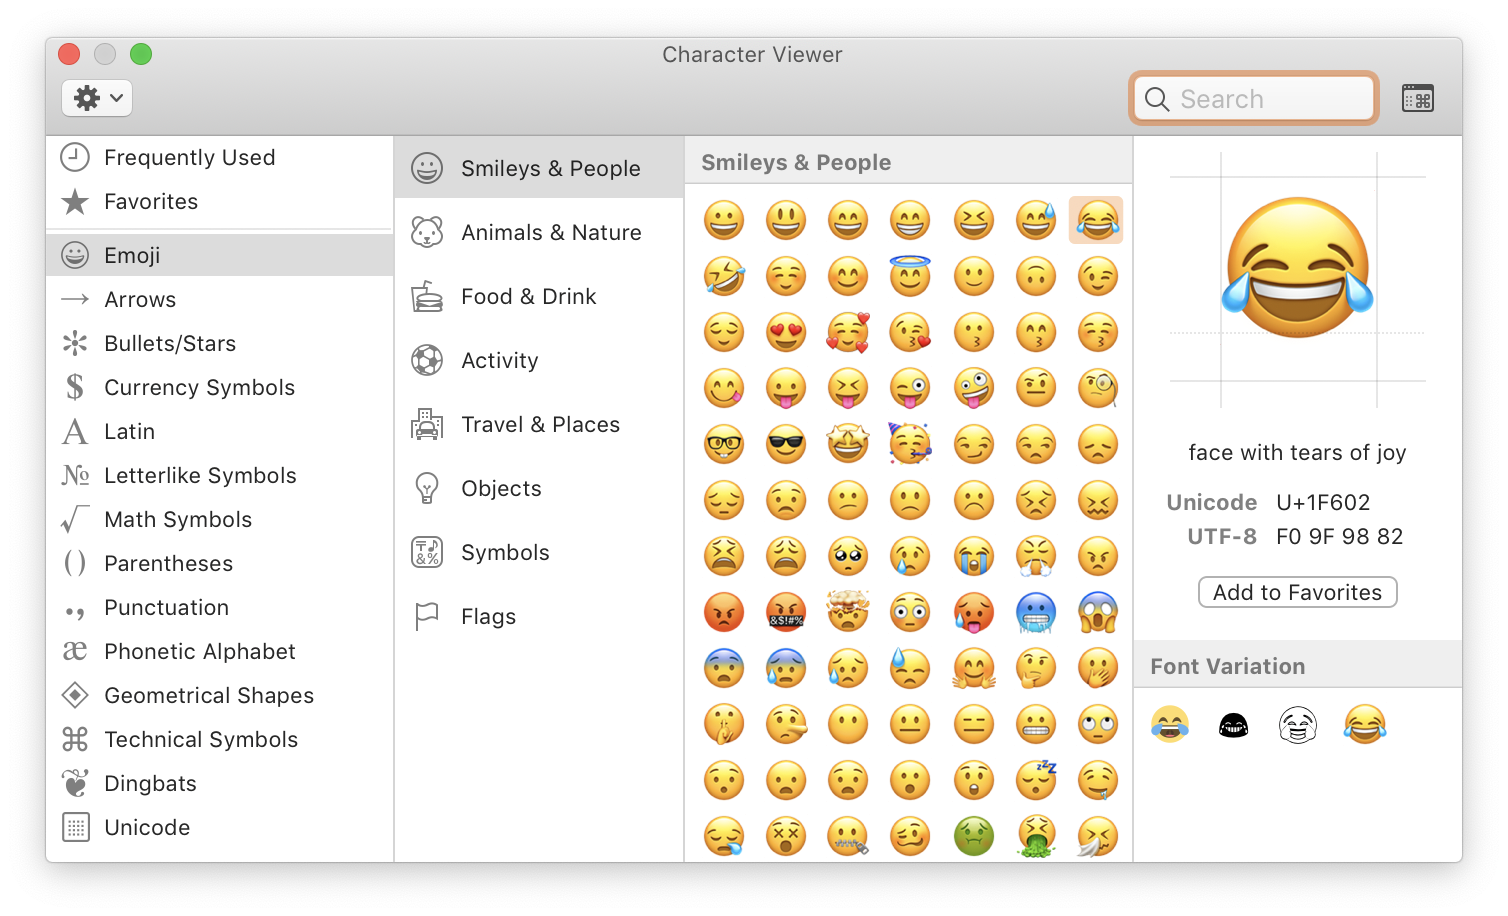 Character Viewer
Search
Frequently Used
Favorites
Emoji
Arrows
Bullets/Stars
Currency Symbols
Latin
Letterlike Symbols
Math Symbols
Parentheses
Punctuation
Phonetic Alphabet
Geometrical Shapes
Technical Symbols
Dingbats
Unicode
Smileys & People
Animals & Nature
Food & Drink
Activity
Travel & Places
Objects
Symbols
Flags
Smileys & People
&$!#%
zzZ
face with tears of joy
Unicode U+1F602
UTF-8 F0 9F 98 82
Add to Favorites
Font Variation